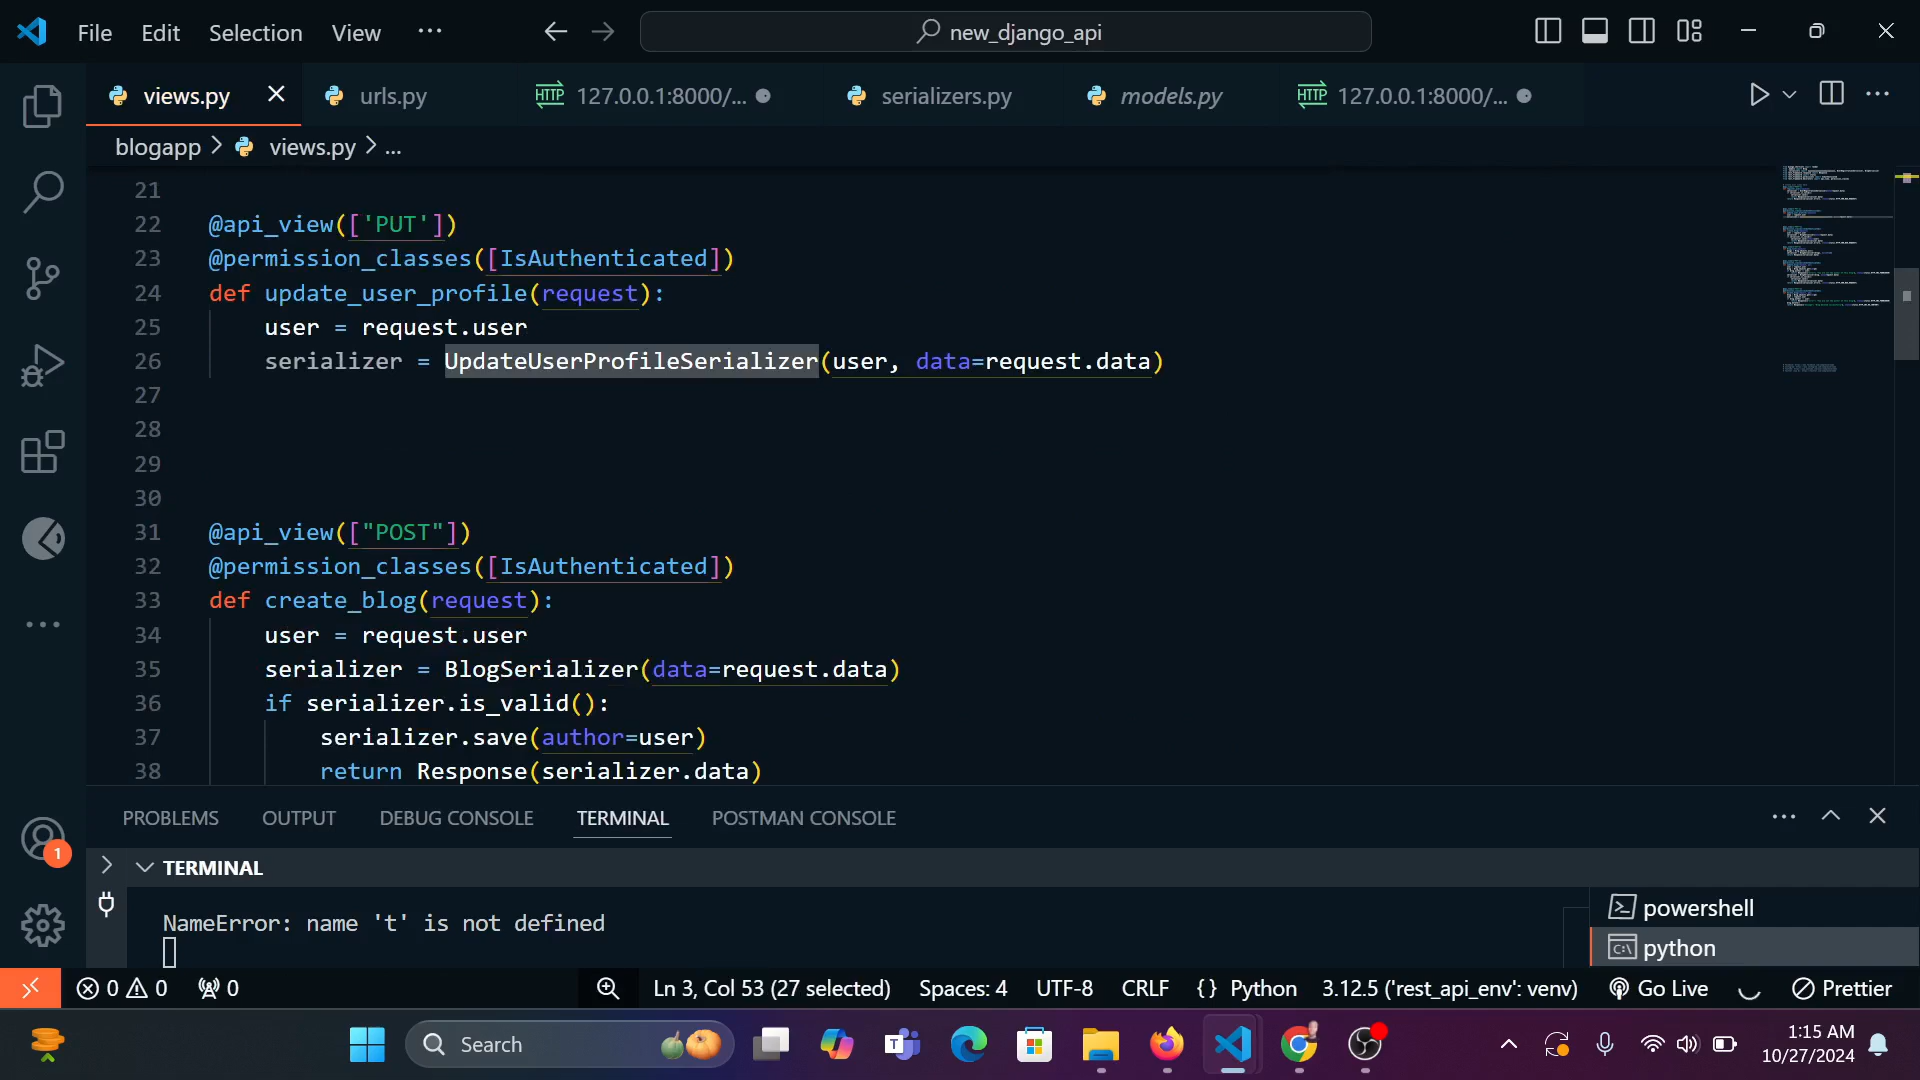 File Edit Selection View ··· new_django_api
views.py urls.py HTTP 127.0.0.1:8000/... serializers.py models.py HTTP 127.0.0.1:8000/...
blogapp > views.py > ...
21
22 @api_view(['PUT'])
23 @permission_classes([IsAuthenticated])
24 def update_user_profile(request):
25 user = request.user
26 serializer = UpdateUserProfileSerializer(user, data=request.data)
27
28
29
30
31 @api_view(["POST"])
32 @permission_classes([IsAuthenticated])
33 def create_blog(request):
34 user = request.user
35 serializer = BlogSerializer(data=request.data)
36 if serializer.is_valid():
37 serializer.save(author=user)
38 return Response(serializer.data)
1
PROBLEMS OUTPUT DEBUG CONSOLE TERMINAL POSTMAN CONSOLE
TERMINAL
NameError: name 't' is not defined
powershell
python
0 0 0 Ln 3, Col 53 (27 selected) Spaces: 4 UTF-8 CRLF {} Python 3.12.5 ('rest_api_env': venv) Go Live Prettier
Search
1:15 AM
10/27/2024